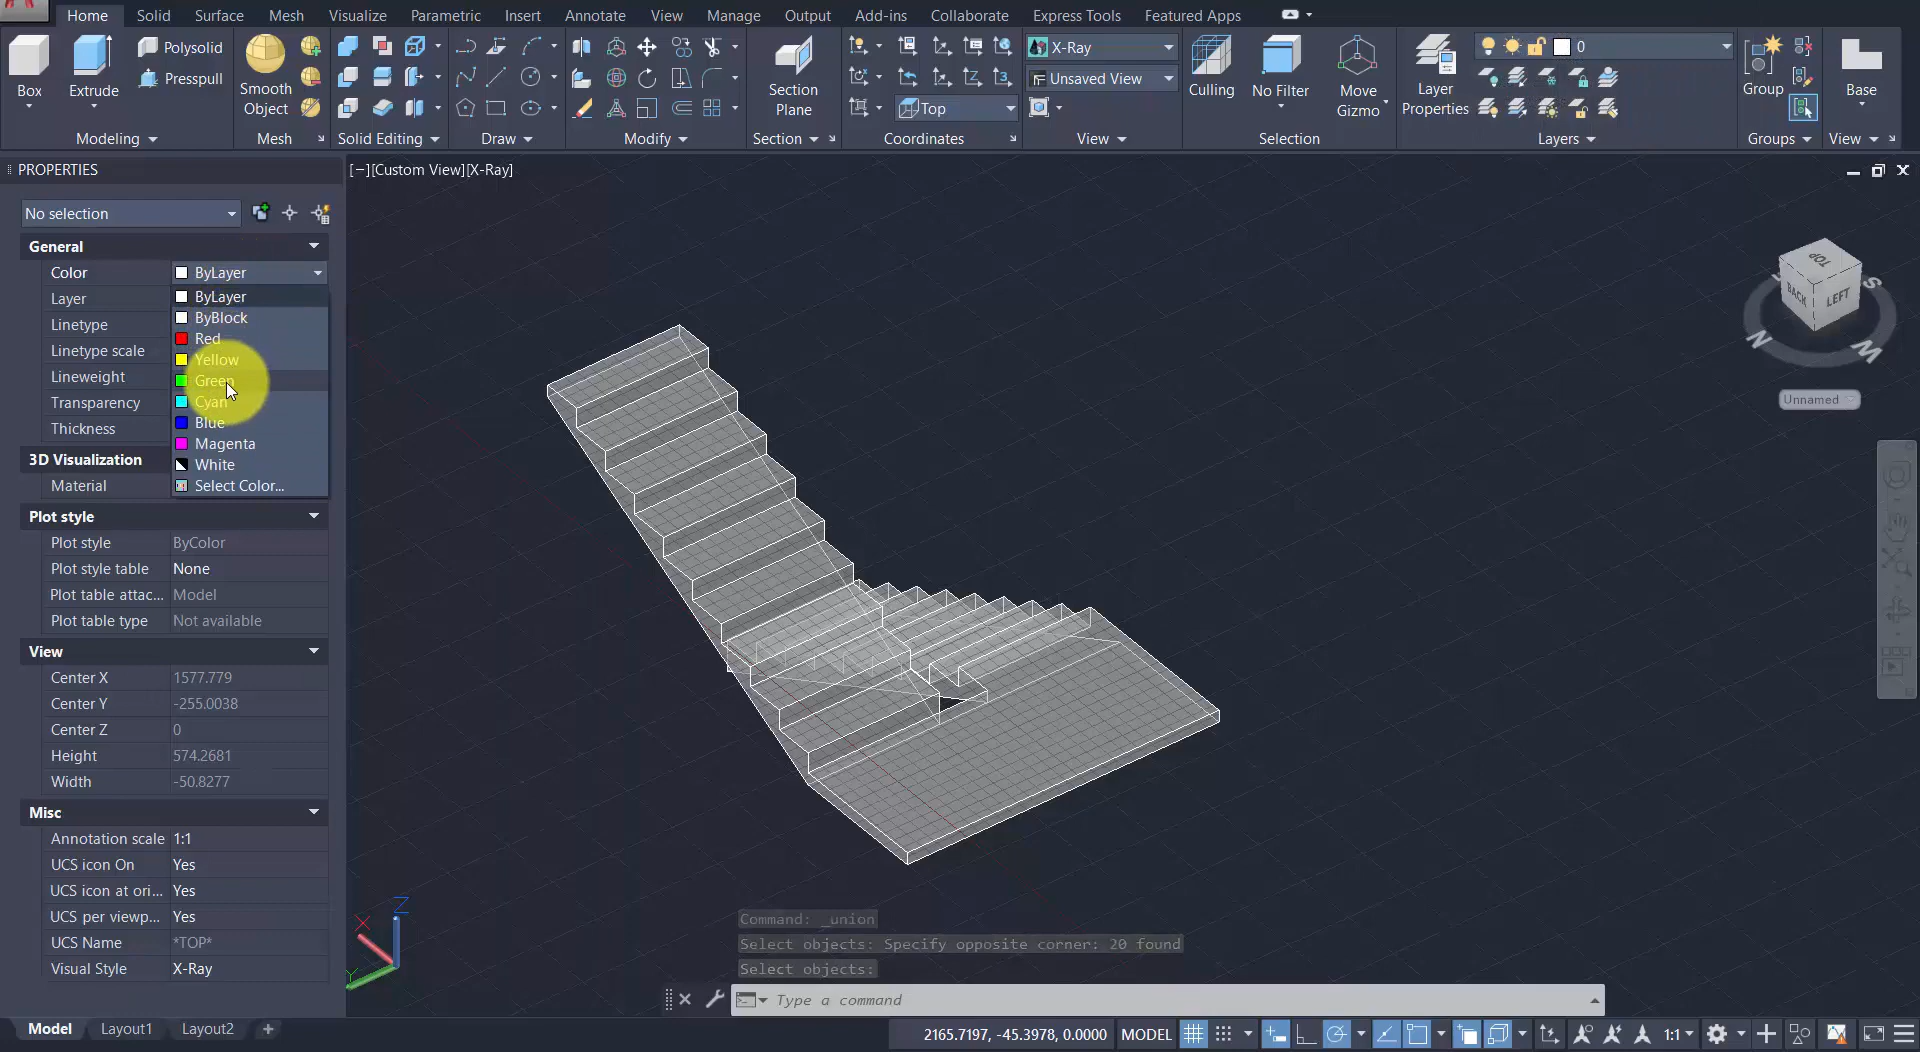 Home Solid Surface Mesh Visualize Parametric Insert Annotate View Manage Output Add-ins Collaborate Express Tools Featured Apps
Box
Extrude
Polysolid
Presspull
Modeling
Smooth
Object
Mesh
Solid Editing
Draw
Modify
Section
Plane
Section
Top
Coordinates
X-Ray
Unsaved View
View
Culling
No Filter
Move
Gizmo
Selection
Layer
Properties
0
Layers
Group
Groups
Base
View
PROPERTIES
No selection
General
Color ByLayer
Layer
Linetype
Linetype scale
Lineweight
Transparency
Thickness
ByLayer
ByBlock
Red
Yellow
Green
Cyan
Blue
Magenta
White
Select Color...
3D Visualization
Material
Plot style
Plot style ByColor
Plot style table None
Plot table attac... Model
Plot table type Not available
View
Center X 1577.779
Center Y -255.0038
Center Z 0
Height 574.2681
Width -50.8277
Misc
Annotation scale 1:1
UCS icon On Yes
UCS icon at ori... Yes
UCS per viewp... Yes
UCS Name *TOP*
Visual Style X-Ray
[−][Custom View][X-Ray]
TOP
BACK
LEFT
S
N
M
Unnamed
Z
X
Y
Command: _union
Select objects: Specify opposite corner: 20 found
Select objects:
Type a command
Model Layout1 Layout2 +
2165.7197, -45.3978, 0.0000 MODEL 1:1